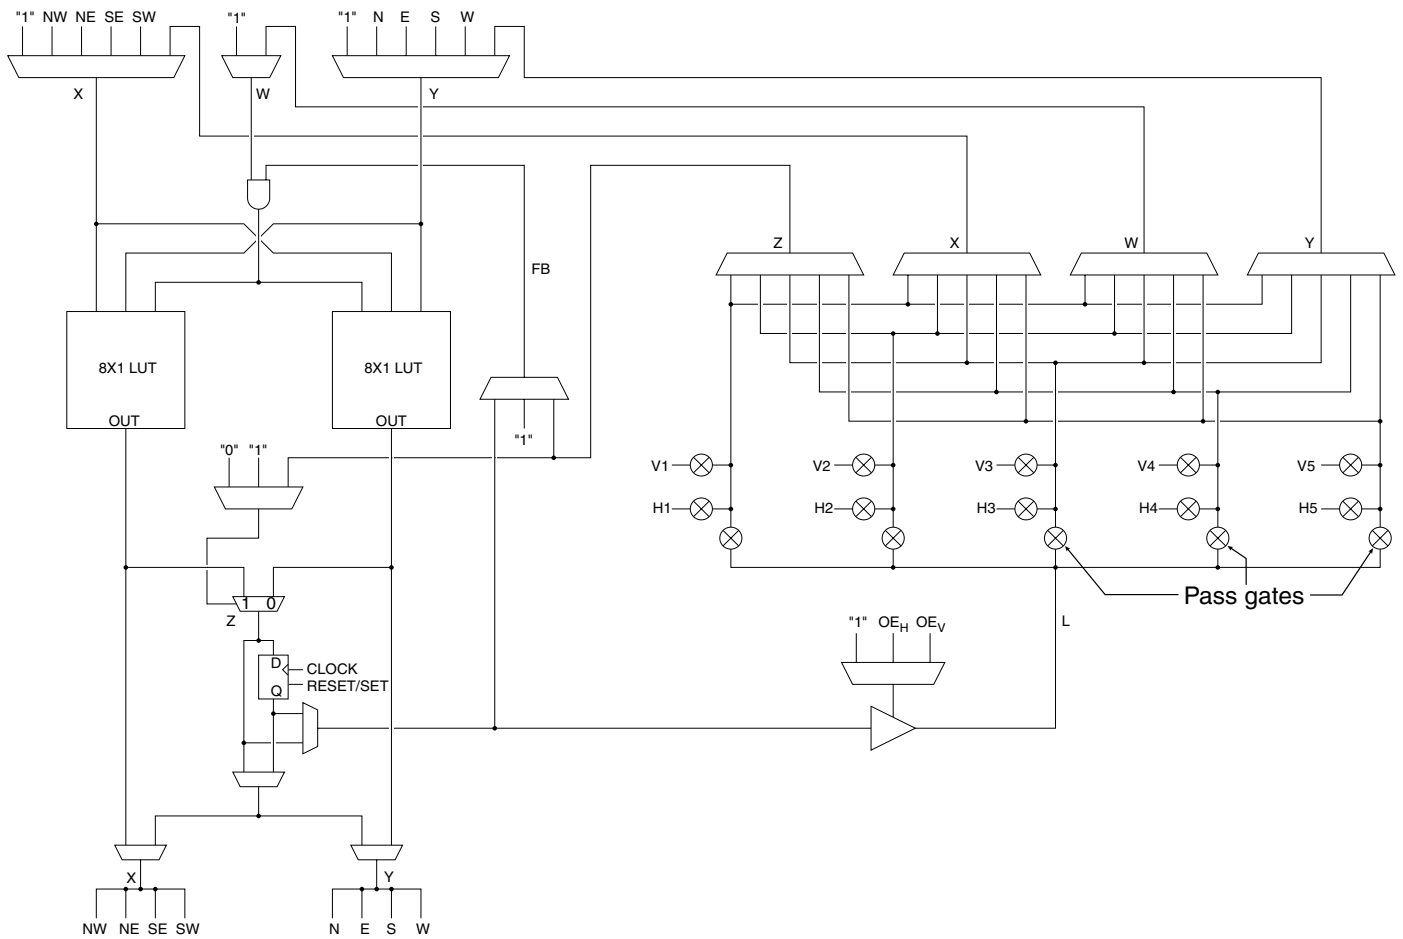 "1" NW NE SE SW "1" "1" N E S W
X W Y
Z X W Y
FB
8X1 LUT 8X1 LUT
OUT OUT
"1"
"0" "1"
V1 V2 V3 V4 V5
H1 H2 H3 H4 H5
Pass gates
1 0
Z
"1" OEH OEV
L
D
CLOCK
Q
RESET/SET
X Y
NW NE SE SW N E S W